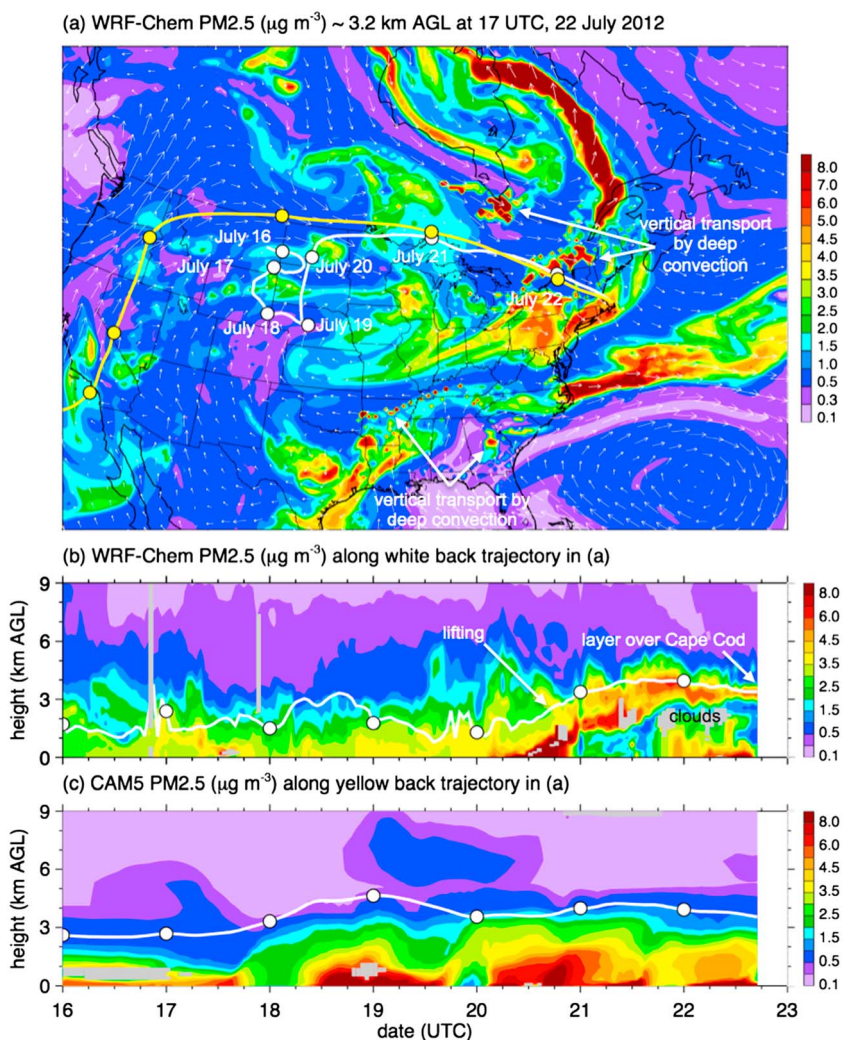 (a) WRF-Chem PM2.5 (μg m⁻³) ~ 3.2 km AGL at 17 UTC, 22 July 2012
July 16
July 17
July 18
July 19
July 20
July 21
July 22
vertical transport
by deep
convection
vertical transport by
deep convection
8.0
7.0
6.0
5.0
4.5
4.0
3.5
3.0
2.5
2.0
1.5
1.0
0.5
0.3
0.1
(b) WRF-Chem PM2.5 (μg m⁻³) along white back trajectory in (a)
height (km AGL)
9
6
3
0
lifting
layer over Cape Cod
clouds
8.0
6.0
4.5
3.5
2.5
1.5
0.5
0.1
(c) CAM5 PM2.5 (μg m⁻³) along yellow back trajectory in (a)
height (km AGL)
9
6
3
0
8.0
6.0
4.5
3.5
2.5
1.5
0.5
0.1
16 17 18 19 20 21 22 23
date (UTC)